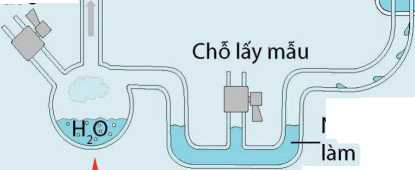 Chỗ lấy mẫu
H₂O
làm